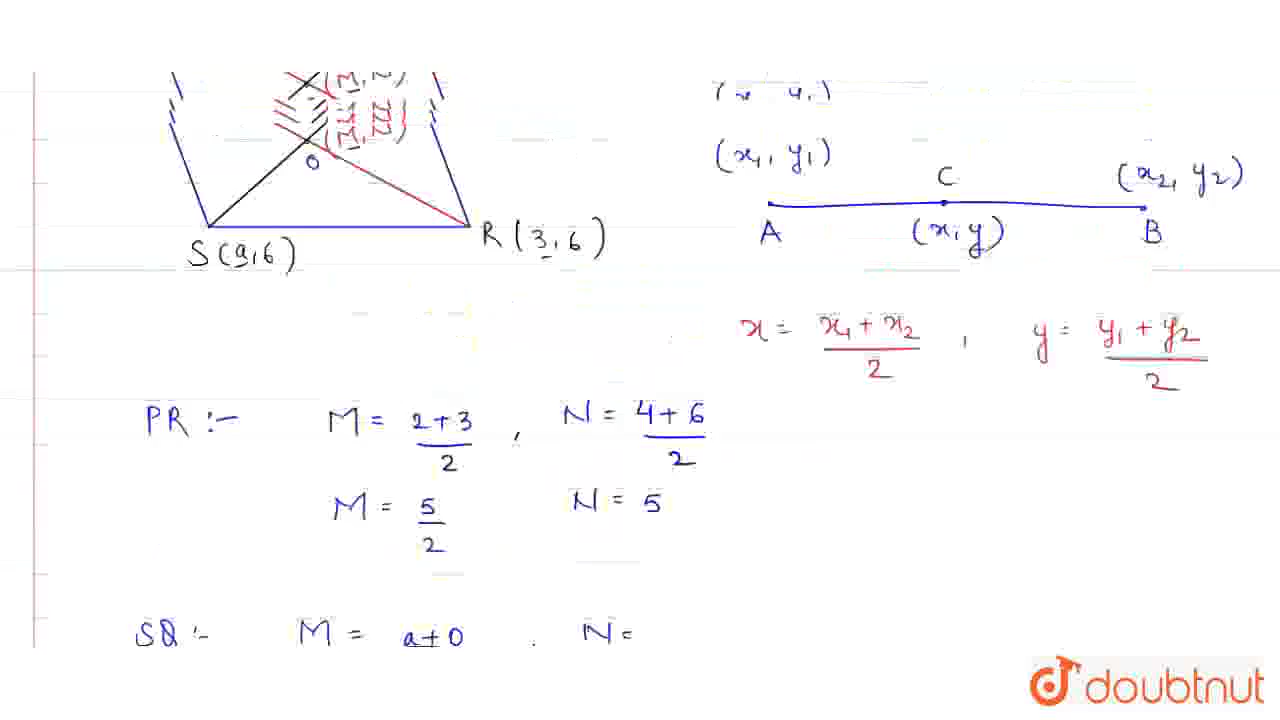 (M, N)
(x1, y1)
(x2, y2)
C
O
A
(x, y)
B
S (a, 6)
R (3, 6)
x = x1 + x2 / 2 , y = y1 + y2 / 2
PR :- M = 2+3 / 2 , N = 4+6 / 2
M = 5 / 2 N = 5
SQ :- M = a+0 , N =
doubtnut